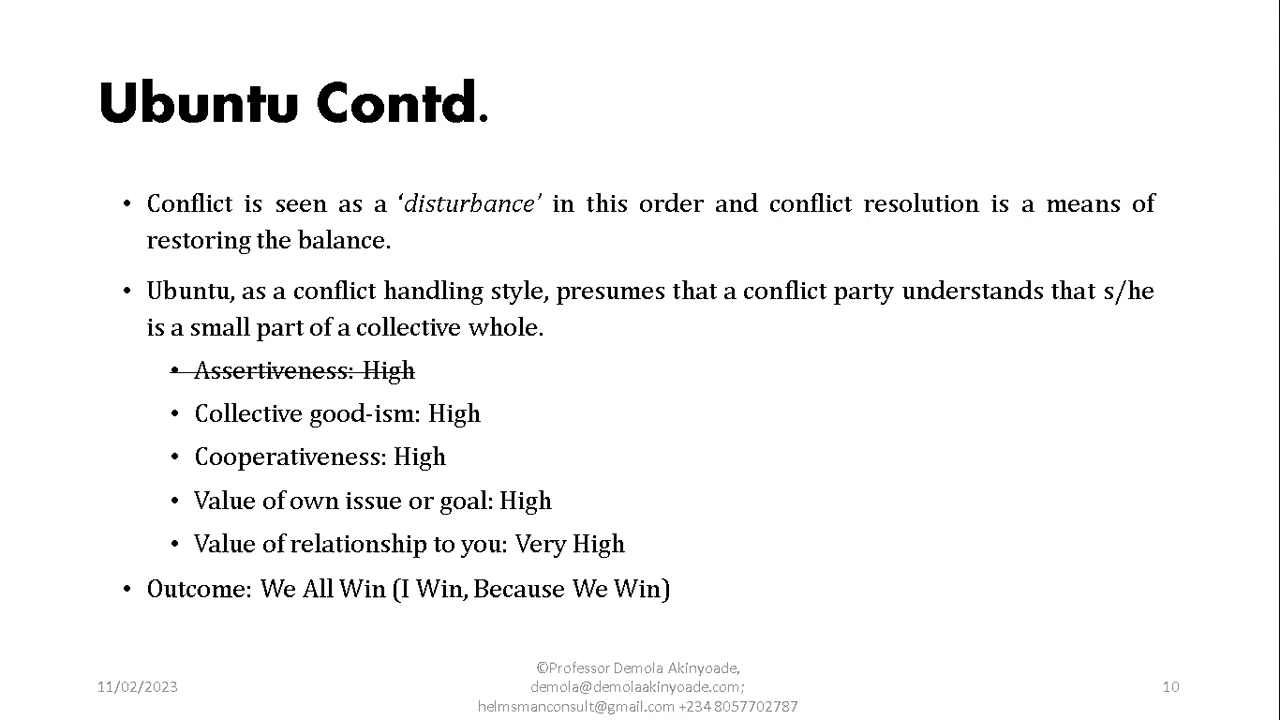 Ubuntu Contd.
• Conflict is seen as a ‘disturbance’ in this order and conflict resolution is a means of
restoring the balance.
• Ubuntu, as a conflict handling style, presumes that a conflict party understands that s/he
is a small part of a collective whole.
• Assertiveness: High
• Collective good-ism: High
• Cooperativeness: High
• Value of own issue or goal: High
• Value of relationship to you: Very High
• Outcome: We All Win (I Win, Because We Win)
©Professor Demola Akinyoade,
11/02/2023 demola@demolaakinyoade.com; 10
helmsmanconsult@gmail.com +234 8057702787